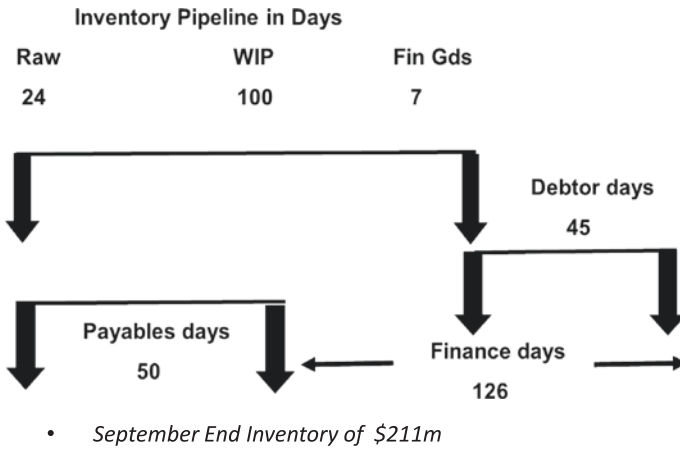 Inventory Pipeline in Days
Raw WIP Fin Gds
24 100 7
Debtor days
45
Payables days
50
Finance days
126
• September End Inventory of $211m